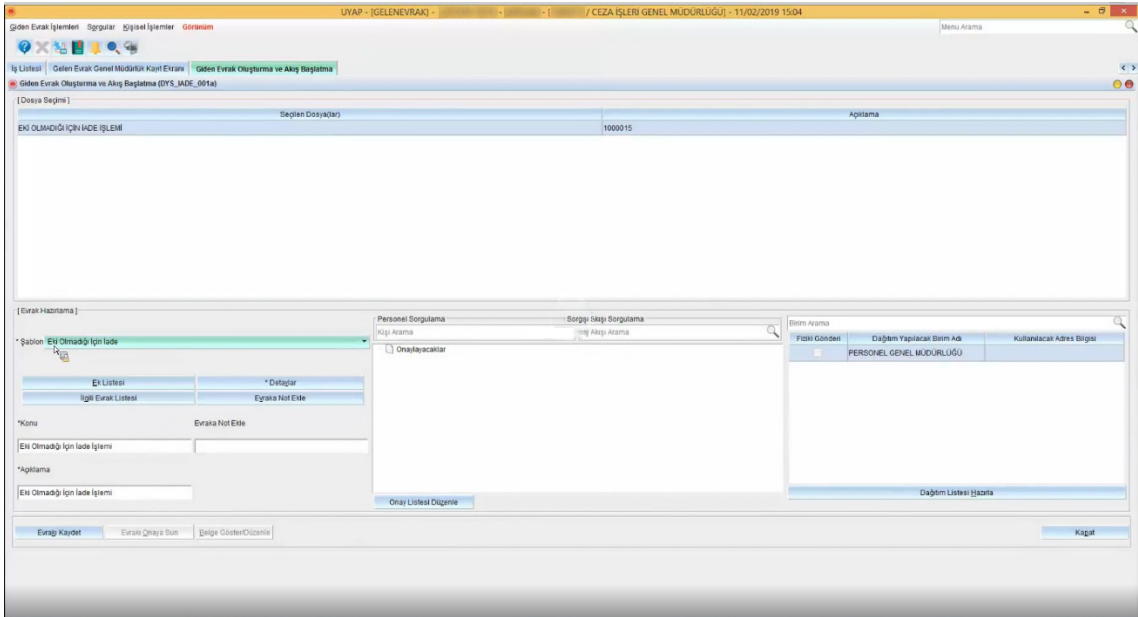 UYAP - [GELENEVRAK] - - - [ / CEZA İŞLERİ GENEL MÜDÜRLÜĞÜ] - 11/02/2019 15:04
Giden Evrak İşlemleri Sorgular Kişisel İşlemler Görünüm
Menu Arama
İş Listesi Gelen Evrak Genel Müdürlük Kayıt Ekranı Giden Evrak Oluşturma ve Akış Başlatma
Giden Evrak Oluşturma ve Akış Başlatma (DYS_IADE_001a)
[ Dosya Seçimi ]
Seçilen Dosya(lar) Açıklama
EKİ OLMADIĞI İÇİN İADE İŞLEMİ 1000015
[ Evrak Hazırlama ]
Personel Sorgulama
Kişi Arama
Akışı Arama
Birim Arama
* Şablon Eki Olmadığı İçin İade
Onaylayacaklar
Fiziki Gönderi Dağıtım Yapılacak Birim Adı Kullanılacak Adres Bilgisi
PERSONEL GENEL MÜDÜRLÜĞÜ
Ek Listesi * Detaylar
İlgili Evrak Listesi Evraka Not Ekle
*Konu Evraka Not Ekle
Eki Olmadığı İçin İade İşlemi
*Açıklama
Eki Olmadığı İçin İade İşlemi
Onay Listesi Düzenle
Dağıtım Listesi Hazırla
Evrakı Kaydet Evrakı Onaya Sun Belge Göster/Düzenle Kapat